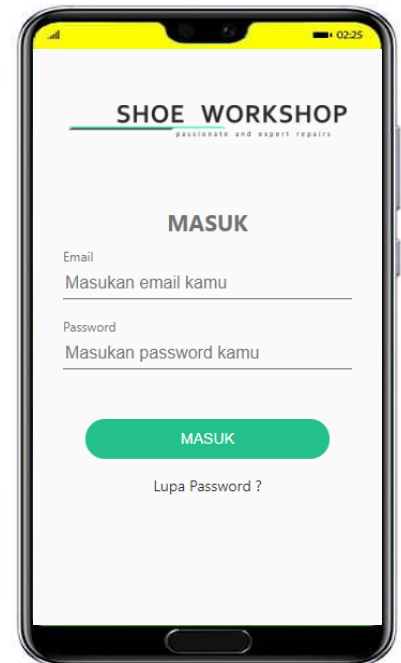 02:25
SHOE WORKSHOP
passionate and expert repairs
MASUK
Email
Masukan email kamu
Password
Masukan password kamu
MASUK
Lupa Password ?